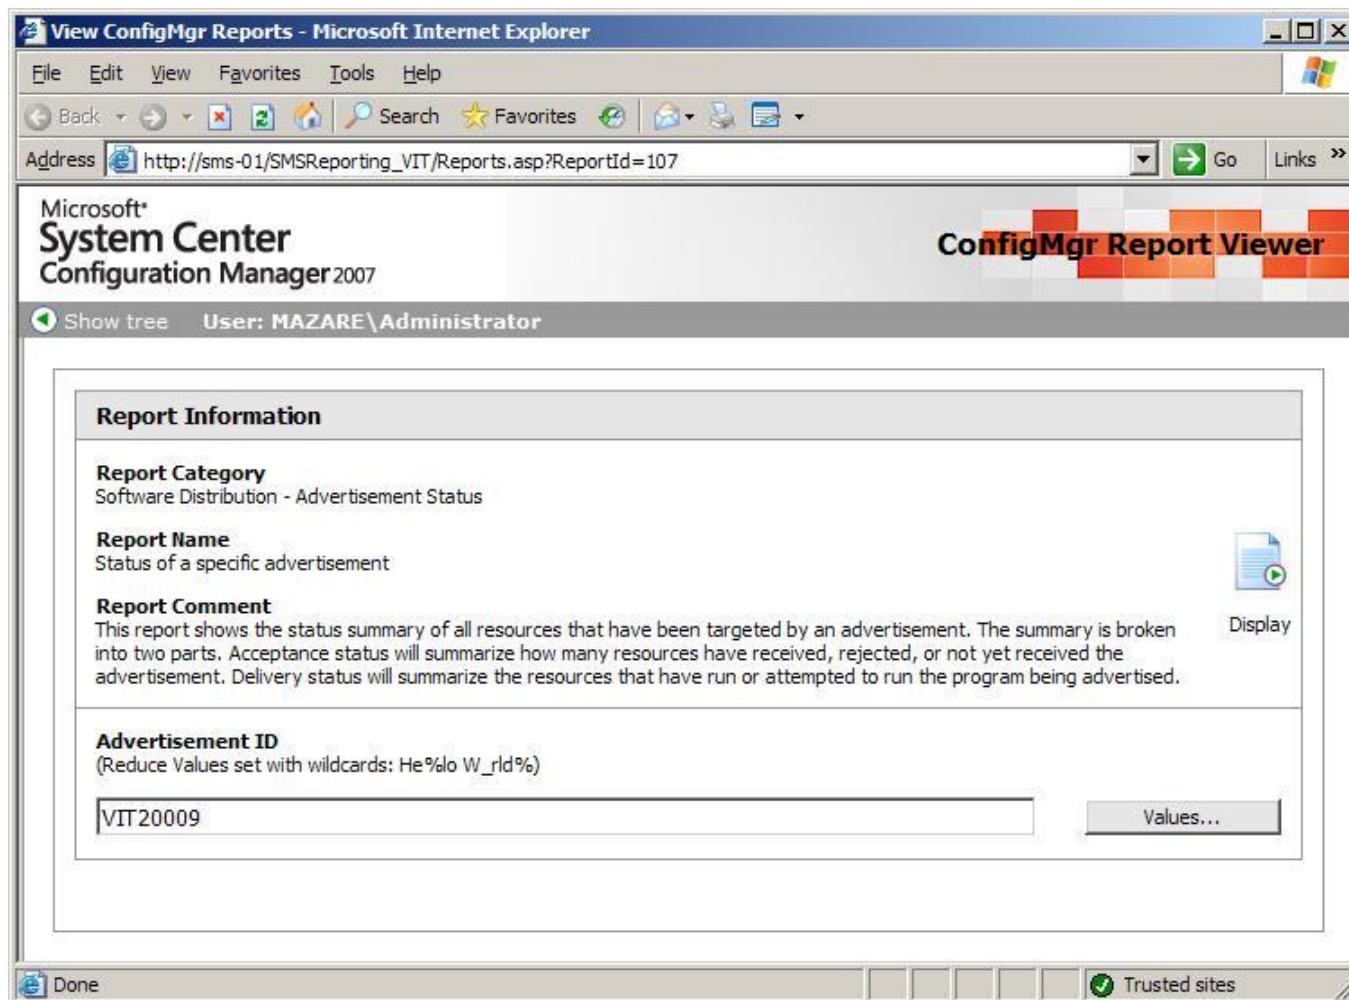 View ConfigMgr Reports - Microsoft Internet Explorer
File Edit View Favorites Tools Help
Back Search Favorites
Address http://sms-01/SMSReporting_VIT/Reports.asp?ReportId=107 Go Links »
Microsoft
System Center
Configuration Manager 2007
ConfigMgr Report Viewer
Show tree User: MAZARE\Administrator
Report Information
Report Category
Software Distribution - Advertisement Status
Report Name
Status of a specific advertisement
Report Comment
This report shows the status summary of all resources that have been targeted by an advertisement. The summary is broken
into two parts. Acceptance status will summarize how many resources have received, rejected, or not yet received the
advertisement. Delivery status will summarize the resources that have run or attempted to run the program being advertised.
Display
Advertisement ID
(Reduce Values set with wildcards: He%lo W_rld%)
VIT20009 Values...
Done Trusted sites